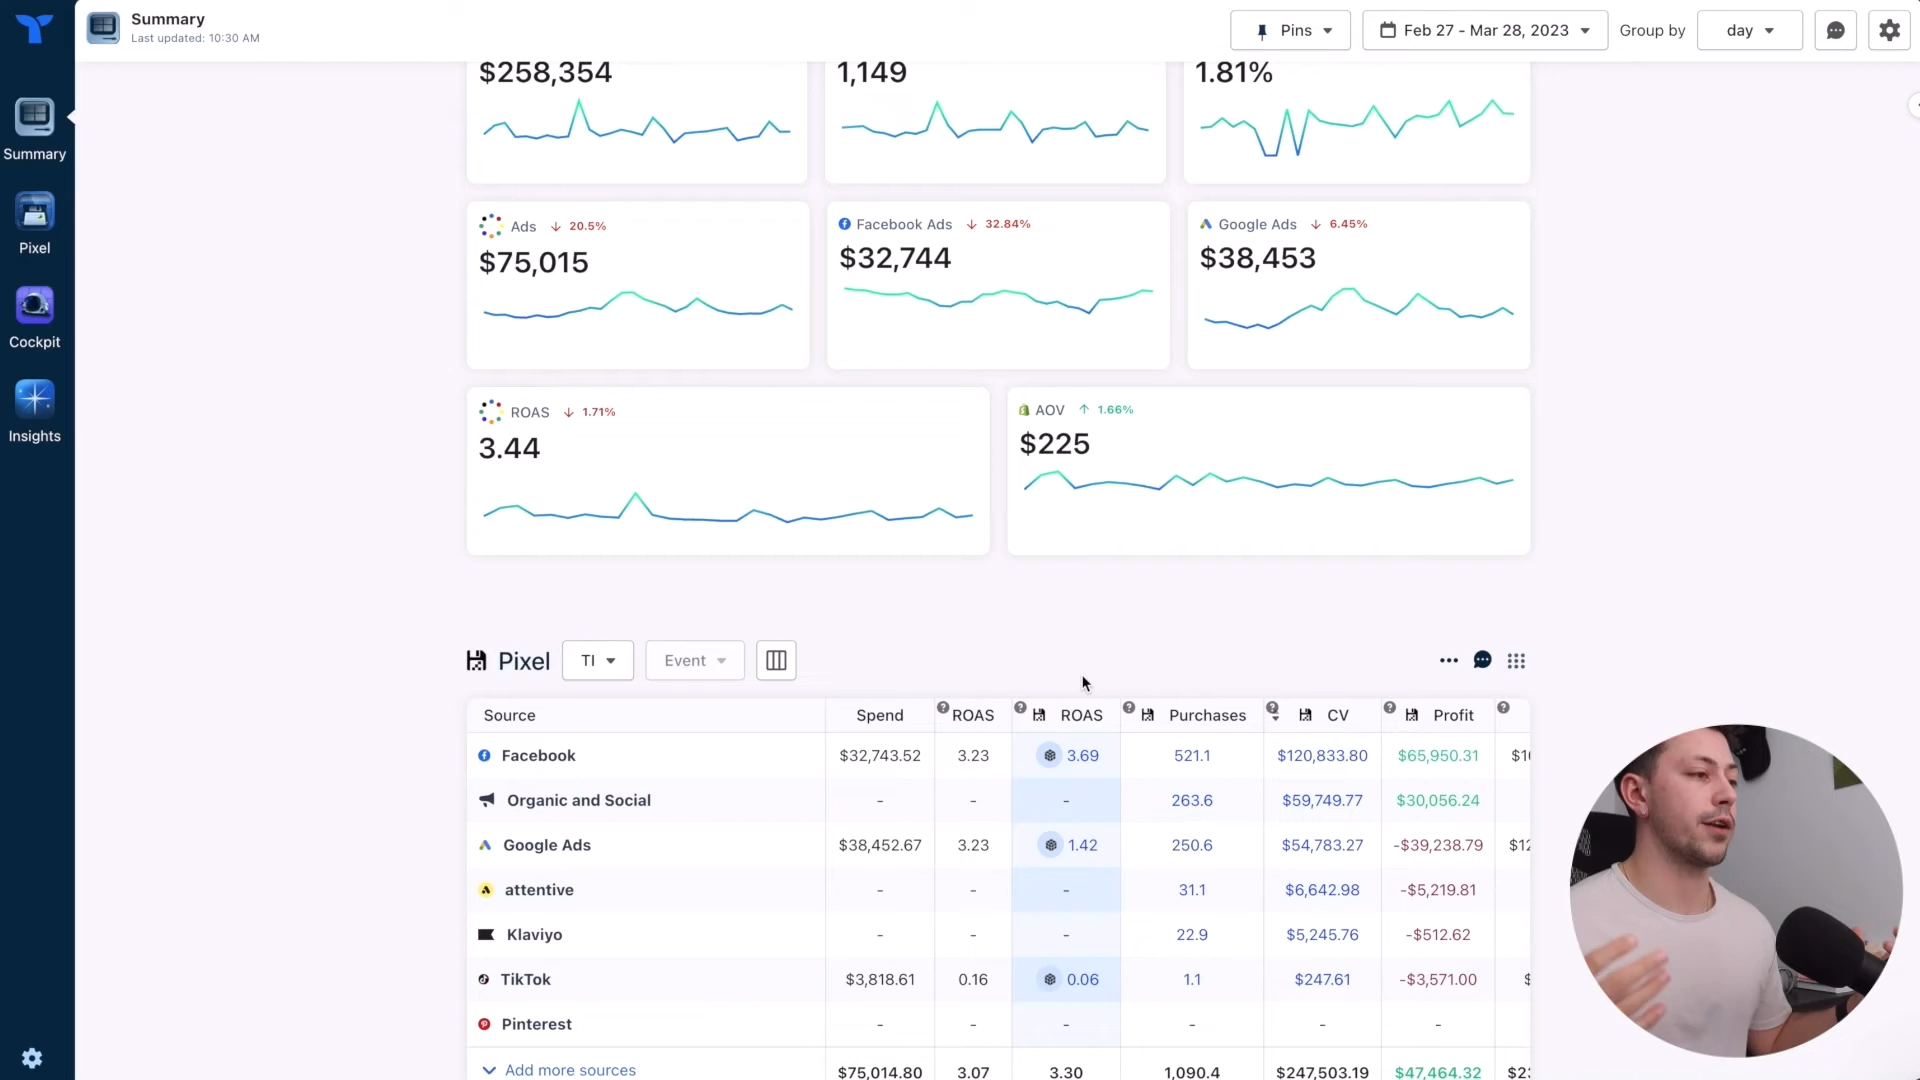 Summary
Last updated: 10:30 AM
Pins
Feb 27 - Mar 28, 2023
Group by
day
Summary
Pixel
Cockpit
Insights
$258,354
1,149
1.81%
Ads 20.5%
$75,015
Facebook Ads 32.84%
$32,744
Google Ads 6.45%
$38,453
ROAS 1.71%
3.44
AOV 1.66%
$225
Pixel TI Event
Source Spend ROAS ROAS Purchases CV Profit
Facebook $32,743.52 3.23 3.69 521.1 $120,833.80 $65,950.31
Organic and Social - - - 263.6 $59,749.77 $30,056.24
Google Ads $38,452.67 3.23 1.42 250.6 $54,783.27 -$39,238.79 $12
attentive - - - 31.1 $6,642.98 -$5,219.81
Klaviyo - - - 22.9 $5,245.76 -$512.62
TikTok $3,818.61 0.16 0.06 1.1 $247.61 -$3,571.00 $
Pinterest - - - - - -
Add more sources $75,014.80 3.07 3.30 1,090.4 $247,503.19 $47,464.32